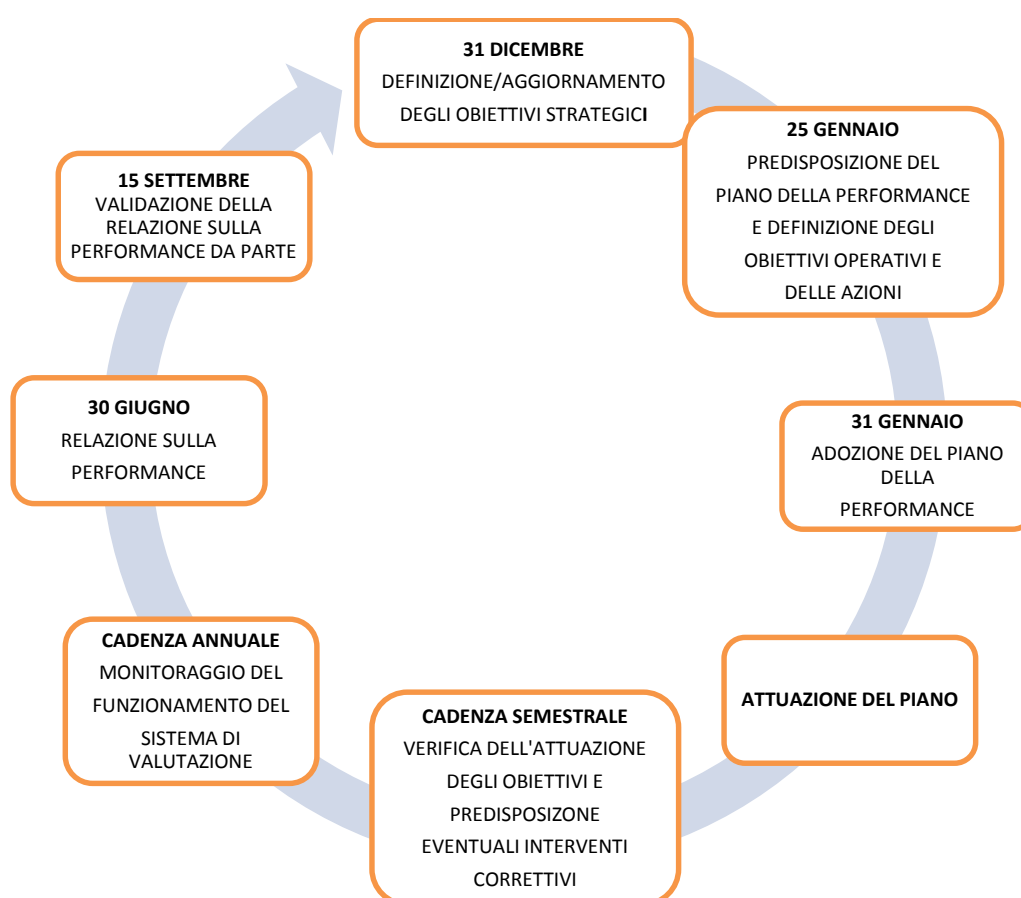 31 DICEMBRE
DEFINIZIONE/AGGIORNAMENTO
DEGLI OBIETTIVI STRATEGICI
25 GENNAIO
PREDISPOSIZIONE DEL
PIANO DELLA PERFORMANCE
E DEFINIZIONE DEGLI
OBIETTIVI OPERATIVI E
DELLE AZIONI
31 GENNAIO
ADOZIONE DEL PIANO
DELLA
PERFORMANCE
ATTUAZIONE DEL PIANO
CADENZA SEMESTRALE
VERIFICA DELL'ATTUAZIONE
DEGLI OBIETTIVI E
PREDISPOSIZONE
EVENTUALI INTERVENTI
CORRETTIVI
CADENZA ANNUALE
MONITORAGGIO DEL
FUNZIONAMENTO DEL
SISTEMA DI
VALUTAZIONE
30 GIUGNO
RELAZIONE SULLA
PERFORMANCE
15 SETTEMBRE
VALIDAZIONE DELLA
RELAZIONE SULLA
PERFORMANCE DA PARTE